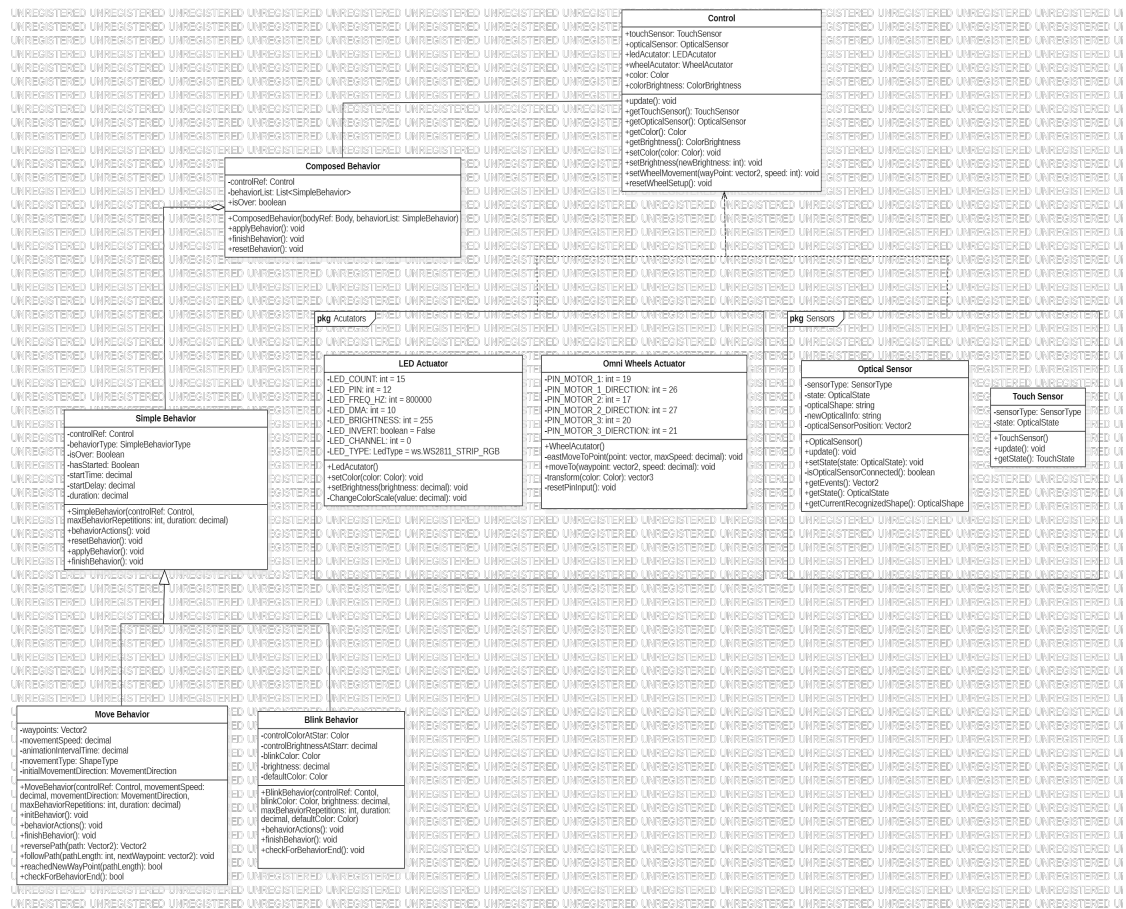 Control
+touchSensor: TouchSensor
+opticalSensor: OpticalSensor
+ledAcutator: LEDAcutator
+wheelAcutator: WheelAcutator
+color: Color
+colorBrightness: ColorBrightness
+update(): void
+getTouchSensor(): TouchSensor
+getOpticalSensor(): OpticalSensor
+getColor(): Color
+getBrightness(): ColorBrightness
+setColor(color: Color): void
+setBrightness(newBrightness: int): void
+setWheelMovement(wayPoint: vector2, speed: int): void
+resetWheelSetup(): void
Composed Behavior
-controlRef: Control
-behaviorList: List<SimpleBehavior>
+isOver: boolean
+ComposedBehavior(bodyRef: Body, behaviorList: SimpleBehavior)
+applyBehavior(): void
+finishBehavior(): void
+resetBehavior(): void
pkg Acutators
LED Actuator
-LED_COUNT: int = 15
-LED_PIN: int = 12
-LED_FREQ_HZ: int = 800000
-LED_DMA: int = 10
-LED_BRIGHTNESS: int = 255
-LED_INVERT: boolean = False
-LED_CHANNEL: int = 0
-LED_TYPE: LedType = ws.WS2811_STRIP_RGB
+LedAcutator()
+setColor(color: Color): void
+setBrightness(brightness: decimal): void
-ChangeColorScale(value: decimal): void
Omni Wheels Actuator
-PIN_MOTOR_1: int = 19
-PIN_MOTOR_1_DIRECTION: int = 26
-PIN_MOTOR_2: int = 17
-PIN_MOTOR_2_DIRECTION: int = 27
-PIN_MOTOR_3: int = 20
-PIN_MOTOR_3_DIERCTION: int = 21
+WheelAcutator()
-eastMoveToPoint(point: vector, maxSpeed: decimal): void
+moveTo(waypoint: vector2, speed: decimal): void
-transform(color: Color): vector3
-resetPinInput(): void
pkg Sensors
Optical Sensor
-sensorType: SensorType
-state: OpticalState
-opticalShape: string
-newOpticalInfo: string
-opticalSensorPosition: Vector2
+OpticalSensor()
+update(): void
+setState(state: OpticalState): void
-isOpticalSensorConnected(): boolean
+getEvents(): Vector2
+getState(): OpticalState
+getCurrentRecognizedShape(): OpticalShape
Touch Sensor
-sensorType: SensorType
-state: OpticalState
+TouchSensor()
+update(): void
+getState(): TouchState
Simple Behavior
-controlRef: Control
-behaviorType: SimpleBehaviorType
-isOver: Boolean
-hasStarted: Boolean
-startTime: decimal
-startDelay: decimal
-duration: decimal
+SimpleBehavior(controlRef: Control,
maxBehaviorRepetitions: int, duration: decimal)
+behaviorActions(): void
+resetBehavior(): void
+applyBehavior(): void
+finishBehavior(): void
Move Behavior
-waypoints: Vector2
-movementSpeed: decimal
-animationIntervalTime: decimal
-movementType: ShapeType
-initialMovementDirection: MovementDirection
+MoveBehavior(controlRef: Control, movementSpeed:
decimal, movementDirection: MovementDirection,
maxBehaviorRepetitions: int, duration: decimal)
+initBehavior(): void
+behaviorActions(): void
+finishBehavior(): void
+reversePath(path: Vector2): Vector2
+followPath(pathLength: int, nextWaypoint: vector2): void
+reachedNewWayPoint(pathLength): bool
+checkForBehaviorEnd(): bool
Blink Behavior
-controlColorAtStar: Color
-controlBrightnessAtStarr: decimal
-blinkColor: Color
-brightness: decimal
-defaultColor: Color
+BlinkBehavior(controlRef: Contol,
blinkColor: Color, brightness: decimal,
maxBehaviorRepetitions: int, duration:
decimal, defaultColor: Color)
+behaviorActions(): void
+finishBehavior(): void
+checkForBehaviorEnd(): void